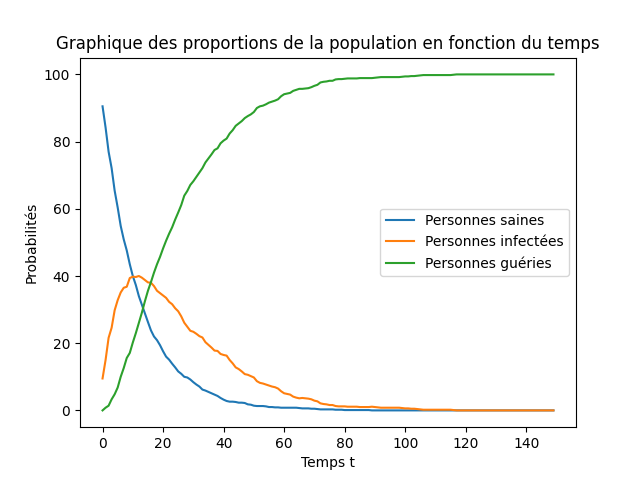 Graphique des proportions de la population en fonction du temps
100
80
60
40
20
0
Probabilités
Personnes saines
Personnes infectées
Personnes guéries
0 20 40 60 80 100 120 140
Temps t